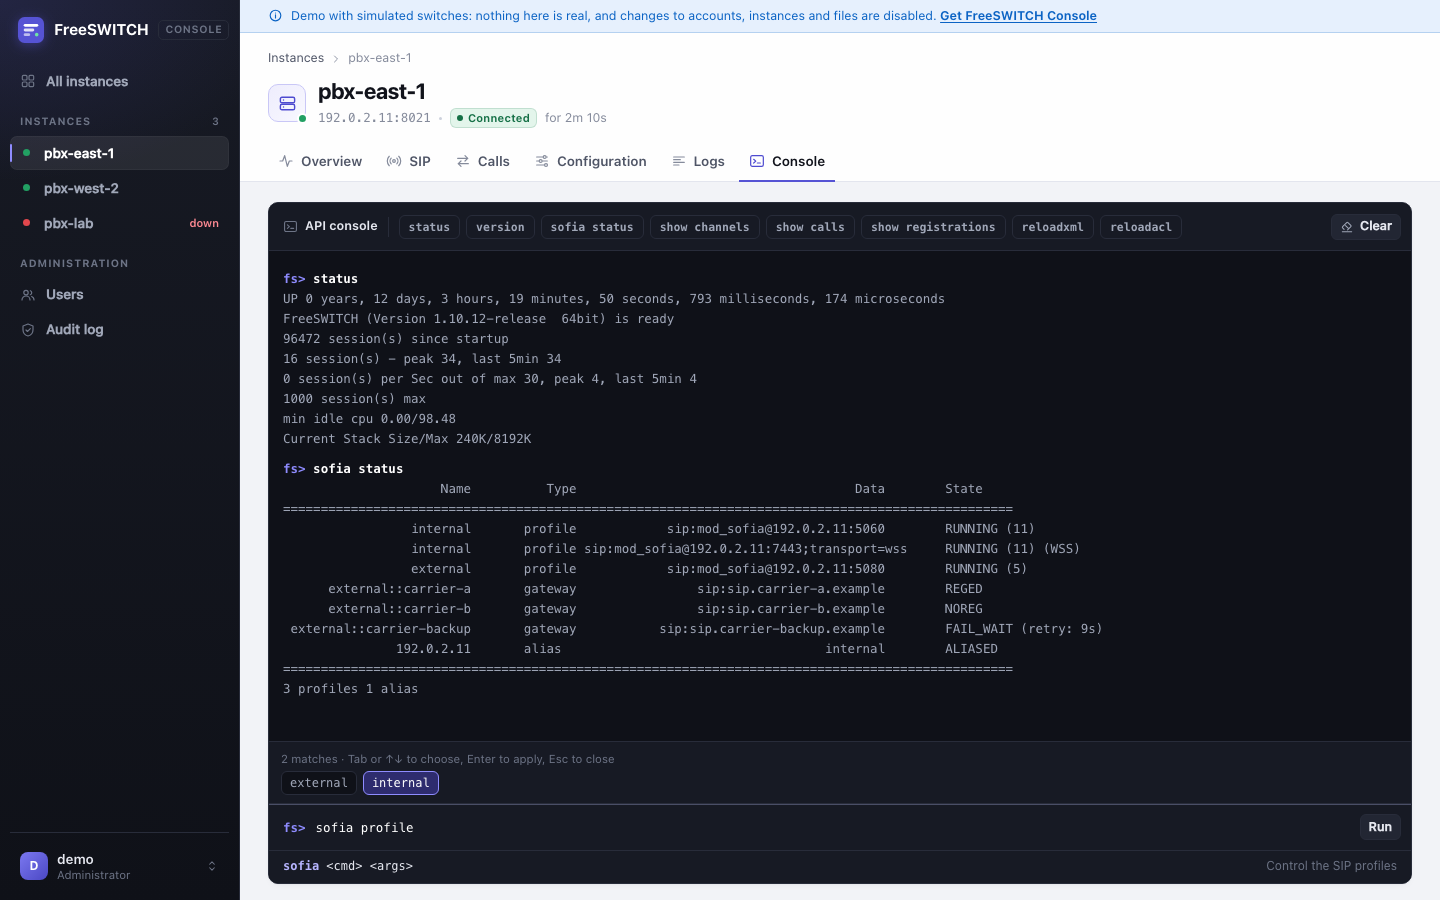 FreeSWITCH CONSOLE
All instances
INSTANCES 3
pbx-east-1
pbx-west-2
pbx-lab down
ADMINISTRATION
Users
Audit log
D demo
Administrator
Demo with simulated switches: nothing here is real, and changes to accounts, instances and files are disabled. Get FreeSWITCH Console
Instances > pbx-east-1
pbx-east-1
192.0.2.11:8021 • Connected for 2m 10s
Overview SIP Calls Configuration Logs Console
API console status version sofia status show channels show calls show registrations reloadxml reloadacl Clear
fs> status
UP 0 years, 12 days, 3 hours, 19 minutes, 50 seconds, 793 milliseconds, 174 microseconds
FreeSWITCH (Version 1.10.12-release  64bit) is ready
96472 session(s) since startup
16 session(s) - peak 34, last 5min 34
0 session(s) per Sec out of max 30, peak 4, last 5min 4
1000 session(s) max
min idle cpu 0.00/98.48
Current Stack Size/Max 240K/8192K
fs> sofia status
Name Type Data State
=================================================================================================
internal profile sip:mod_sofia@192.0.2.11:5060 RUNNING (11)
internal profile sip:mod_sofia@192.0.2.11:7443;transport=wss RUNNING (11) (WSS)
external profile sip:mod_sofia@192.0.2.11:5080 RUNNING (5)
external::carrier-a gateway sip:sip.carrier-a.example REGED
external::carrier-b gateway sip:sip.carrier-b.example NOREG
external::carrier-backup gateway sip:sip.carrier-backup.example FAIL_WAIT (retry: 9s)
192.0.2.11 alias internal ALIASED
=================================================================================================
3 profiles 1 alias
2 matches · Tab or ↑↓ to choose, Enter to apply, Esc to close
external internal
fs> sofia profile Run
sofia <cmd> <args> Control the SIP profiles